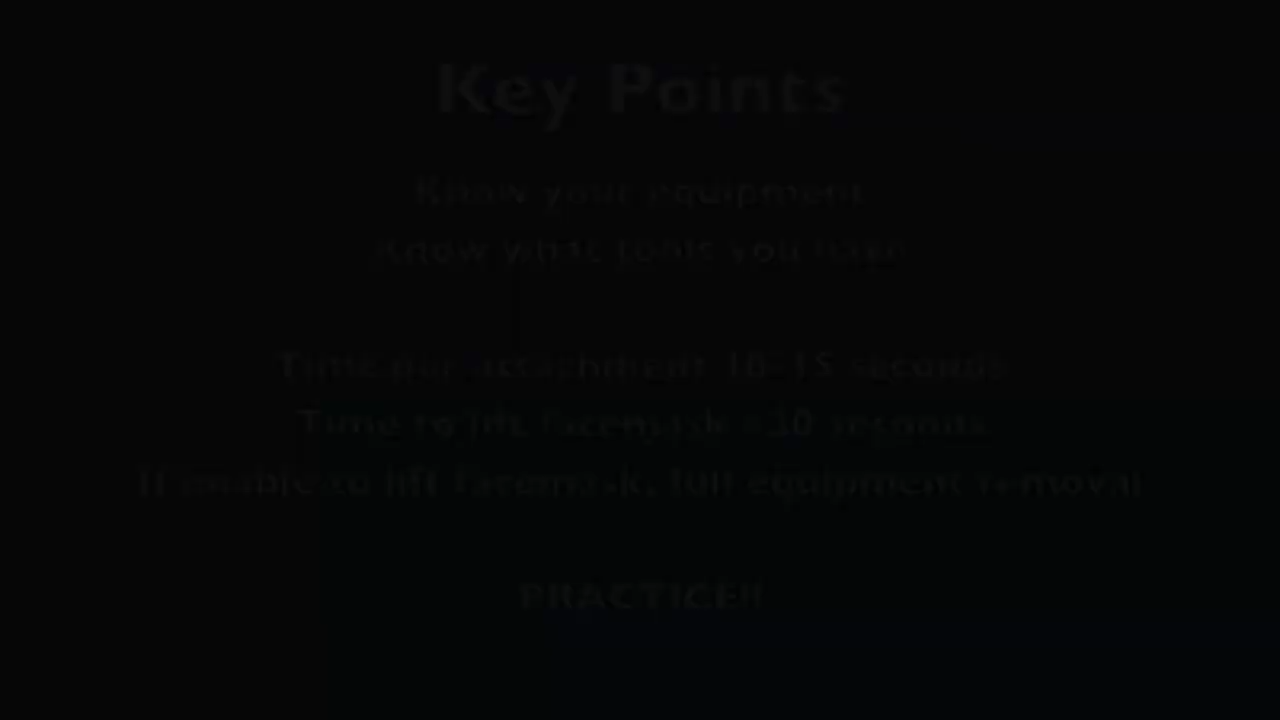 Key Points
Know your equipment
Know what tools you have
Time per attachment 10-15 seconds
Time to lift facemask <30 seconds
If unable to lift facemask, full equipment removal
PRACTICE!!